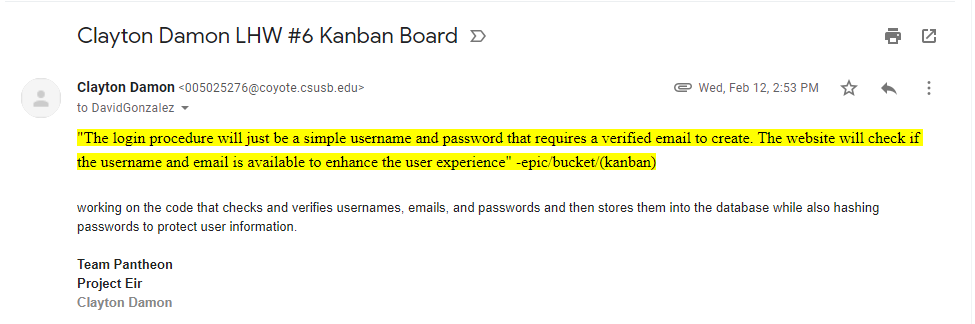 Clayton Damon LHW #6 Kanban Board
Clayton Damon <005025276@coyote.csusb.edu>
Wed, Feb 12, 2:53 PM
to DavidGonzalez
"The login procedure will just be a simple username and password that requires a verified email to create. The website will check if
the username and email is available to enhance the user experience" -epic/bucket/(kanban)
working on the code that checks and verifies usernames, emails, and passwords and then stores them into the database while also hashing
passwords to protect user information.
Team Pantheon
Project Eir
Clayton Damon